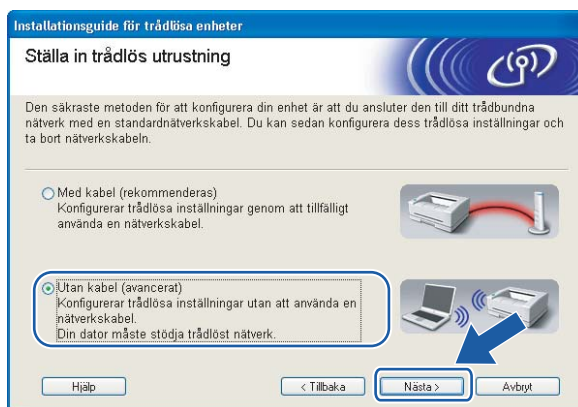 Installationsguide för trådlösa enheter
Ställa in trådlös utrustning
Den säkraste metoden för att konfigurera din enhet är att du ansluter den till ditt trådbundna
nätverk med en standardnätverkskabel. Du kan sedan konfigurera dess trådlösa inställningar och
ta bort nätverkskabeln.
Med kabel (rekommenderas)
Konfigurerar trådlösa inställningar genom att tillfälligt
använda en nätverkskabel.
Utan kabel (avancerat)
Konfigurerar trådlösa inställningar utan att använda en
nätverkskabel.
Din dator måste stödja trådlöst nätverk.
Hjälp
< Tillbaka
Nästa >
Avbryt